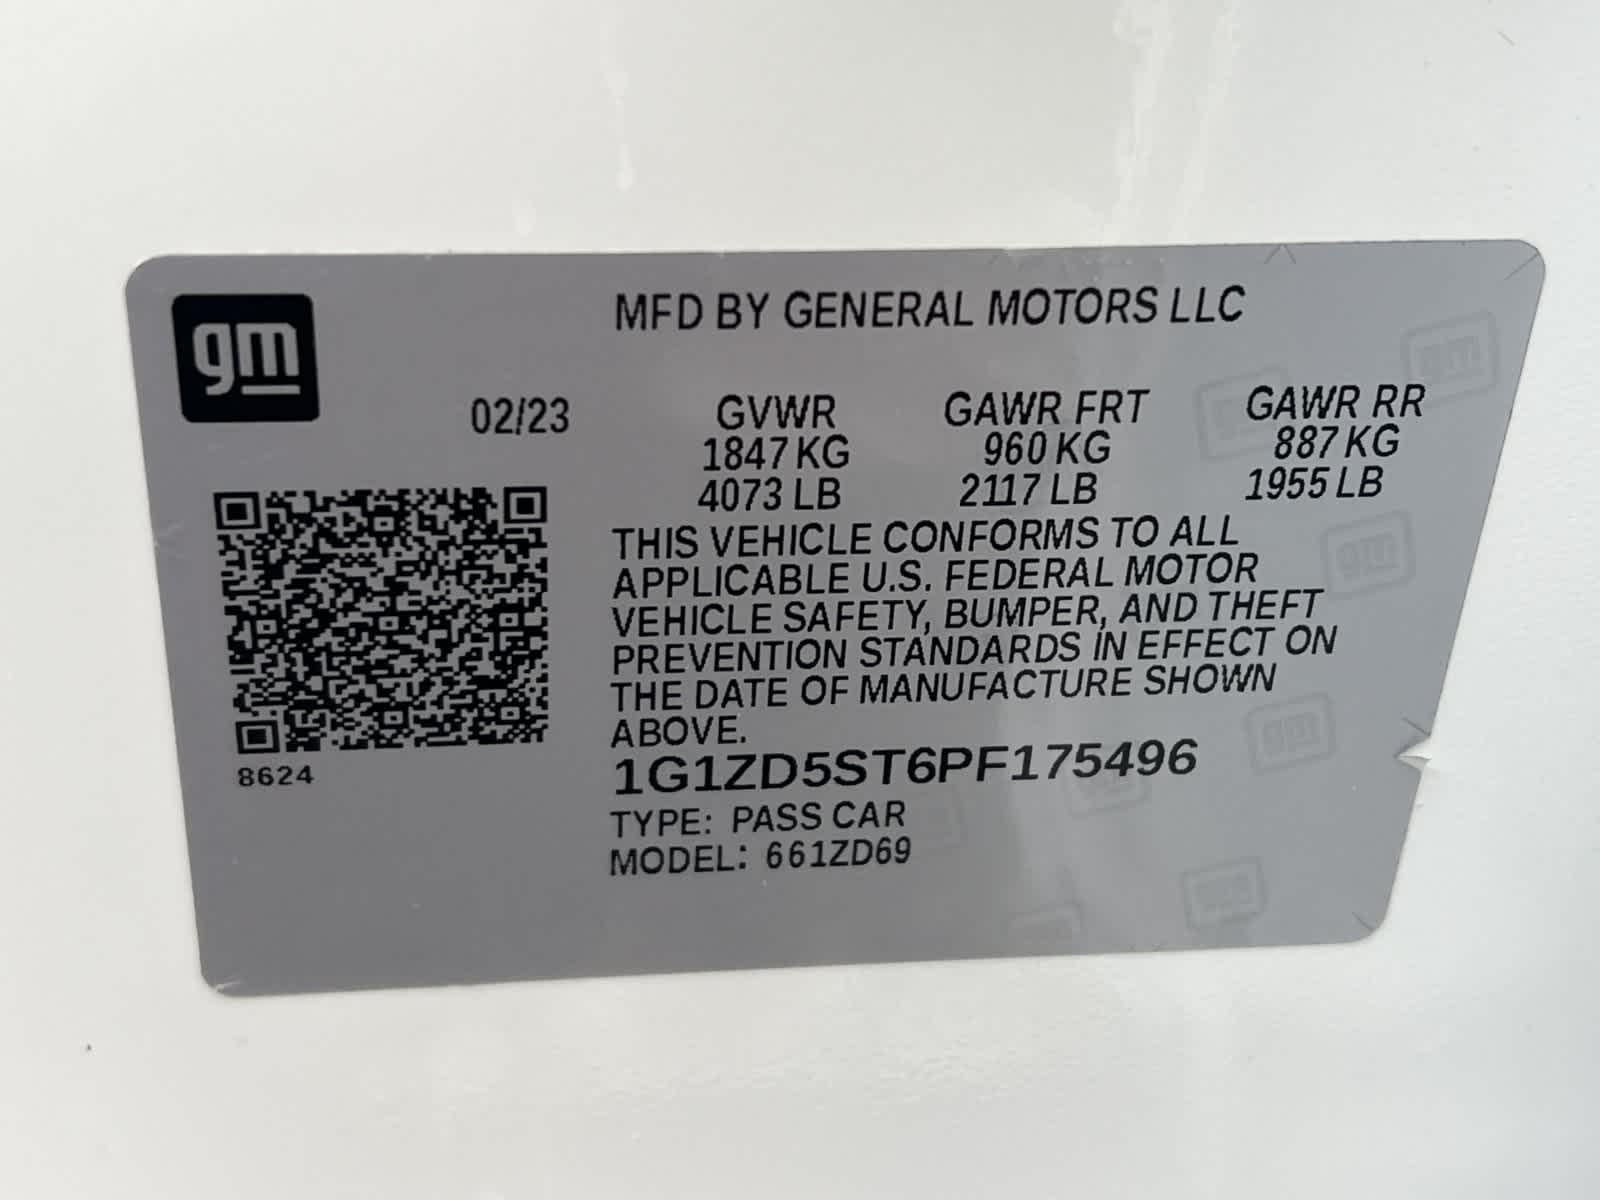 gm
MFD BY GENERAL MOTORS LLC
02/23 GVWR GAWR FRT GAWR RR
1847 KG 960 KG 887 KG
4073 LB 2117 LB 1955 LB
THIS VEHICLE CONFORMS TO ALL
APPLICABLE U.S. FEDERAL MOTOR
VEHICLE SAFETY, BUMPER, AND THEFT
PREVENTION STANDARDS IN EFFECT ON
THE DATE OF MANUFACTURE SHOWN
ABOVE.
8624
1G1ZD5ST6PF175496
TYPE: PASS CAR
MODEL: 661ZD69